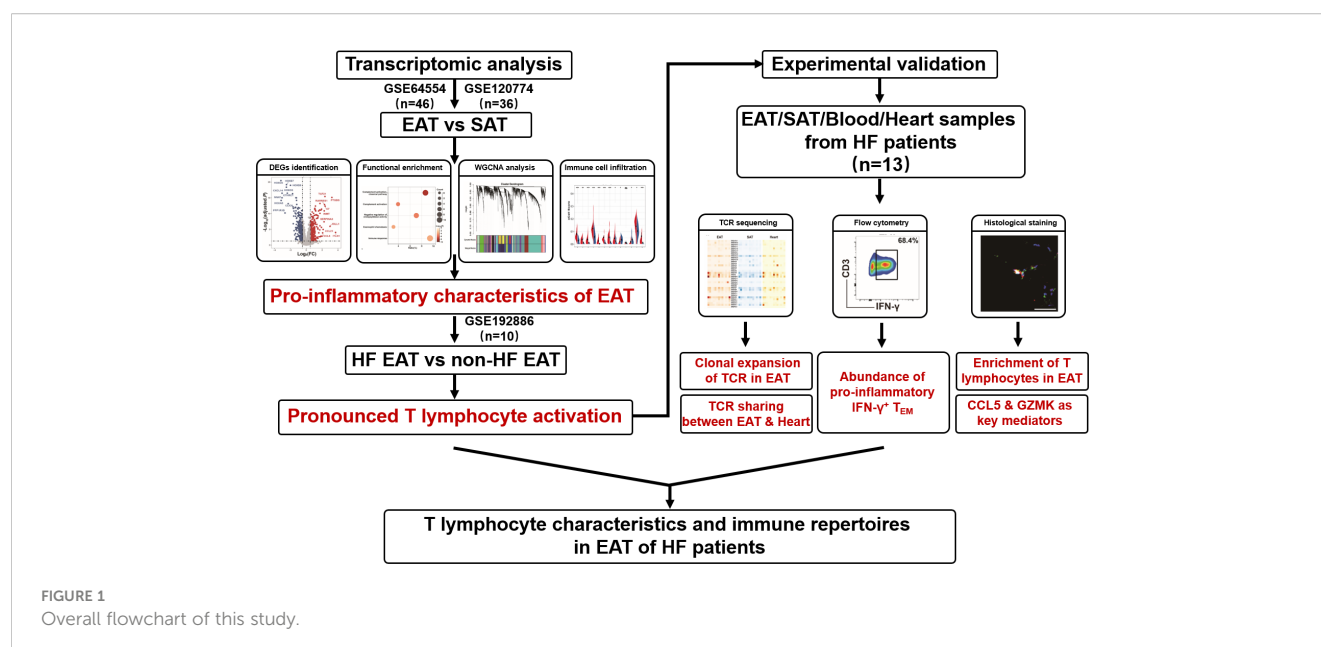 Transcriptomic analysis
GSE64554
(n=46)
GSE120774
(n=36)
EAT vs SAT
DEGs identification
-Log₁₀(adjusted P)
Log₂(FC)
Functional enrichment
WGCNA analysis
Immune cell infiltration
Pro-inflammatory characteristics of EAT
GSE192886
(n=10)
HF EAT vs non-HF EAT
Pronounced T lymphocyte activation
Experimental validation
EAT/SAT/Blood/Heart samples
from HF patients
(n=13)
TCR sequencing
EAT SAT Heart
Flow cytometry
68.4%
CD3
IFN-γ
Histological staining
Clonal expansion
of TCR in EAT
TCR sharing
between EAT & Heart
Abundance of
pro-inflammatory
IFN-γ⁺ T_EM
Enrichment of T
lymphocytes in EAT
CCL5 & GZMK as
key mediators
T lymphocyte characteristics and immune repertoires
in EAT of HF patients
FIGURE 1
Overall flowchart of this study.